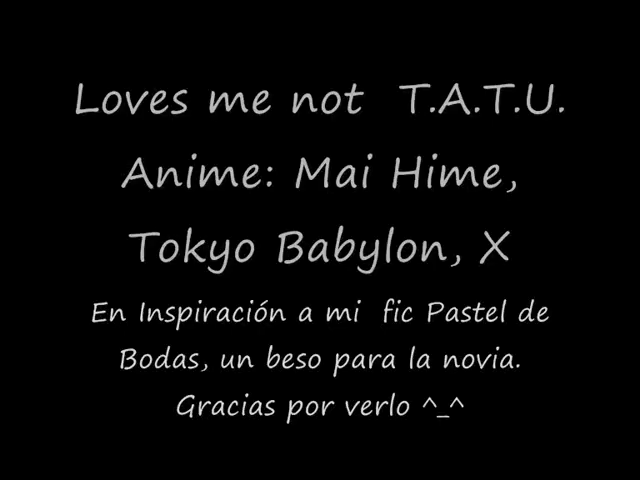 Loves me not T.A.T.U.
Anime: Mai Hime,
Tokyo Babylon, X
En Inspiración a mi fic Pastel de
Bodas, un beso para la novia.
Gracias por verlo ^_^